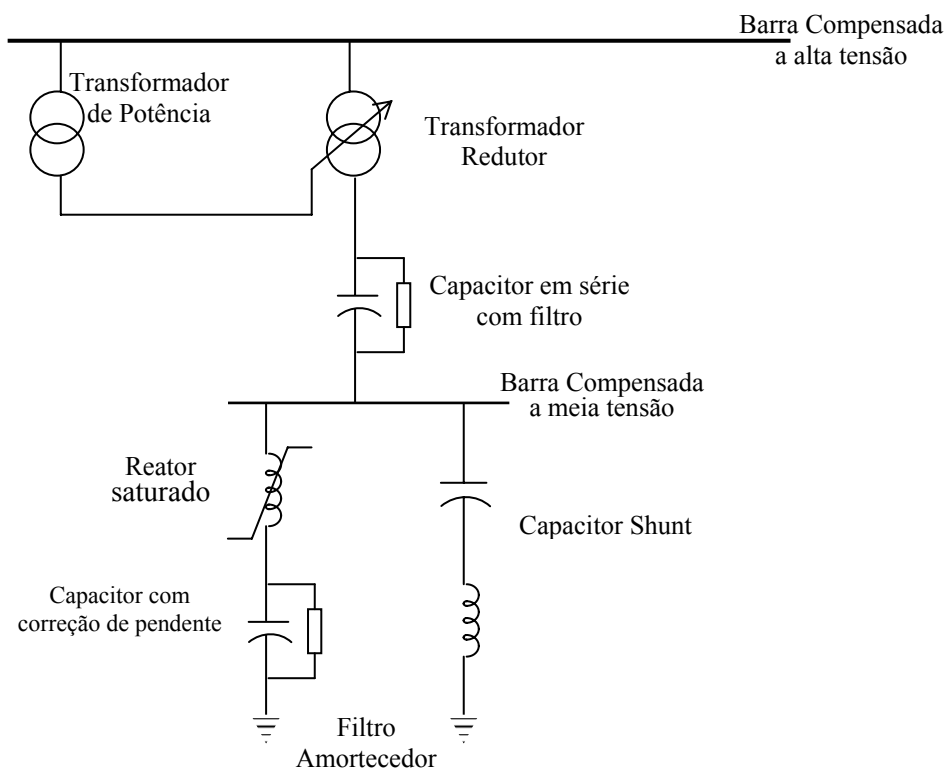 Barra Compensada
a alta tensão
Transformador
de Potência
Transformador
Redutor
Capacitor em série
com filtro
Barra Compensada
a meia tensão
Reator
saturado
Capacitor Shunt
Capacitor com
correção de pendente
Filtro
Amortecedor